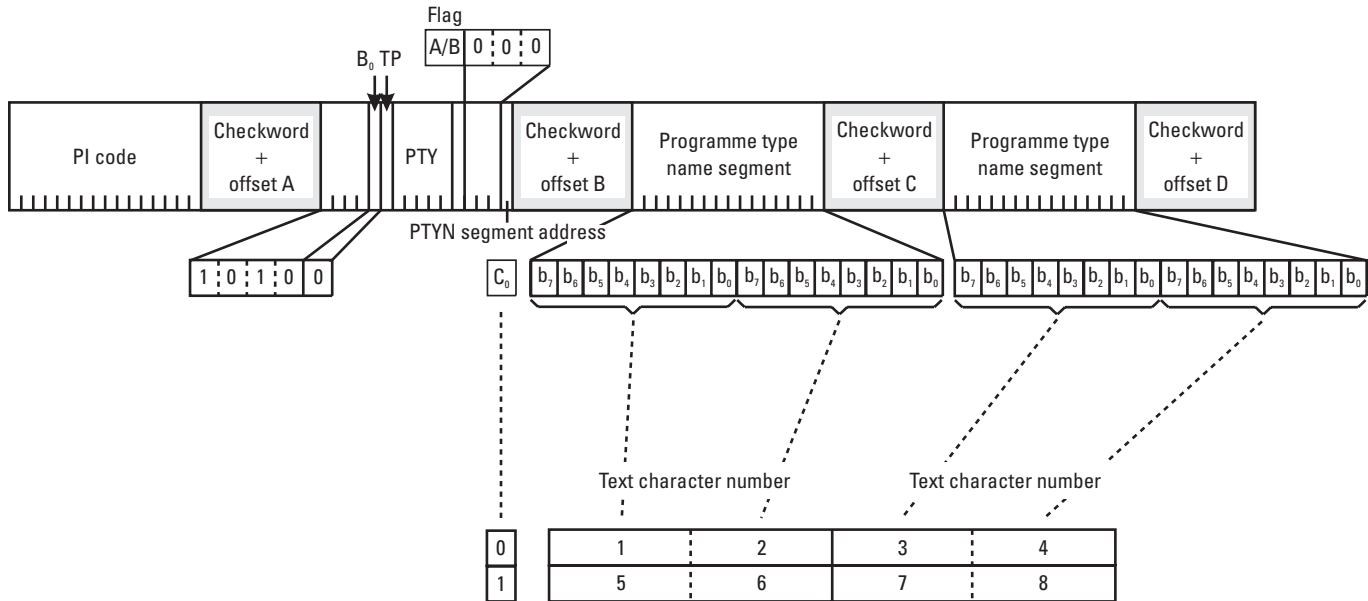 Flag
A/B 0 0 0
B₀ TP
PI code
Checkword + offset A
PTY
Checkword + offset B
Programme type name segment
Checkword + offset C
Programme type name segment
Checkword + offset D
PTYN segment address
1 0 1 0 0
C₀
b₇ b₆ b₅ b₄ b₃ b₂ b₁ b₀ b₇ b₆ b₅ b₄ b₃ b₂ b₁ b₀
b₇ b₆ b₅ b₄ b₃ b₂ b₁ b₀ b₇ b₆ b₅ b₄ b₃ b₂ b₁ b₀
Text character number
Text character number
0 1 2 3 4
1 5 6 7 8